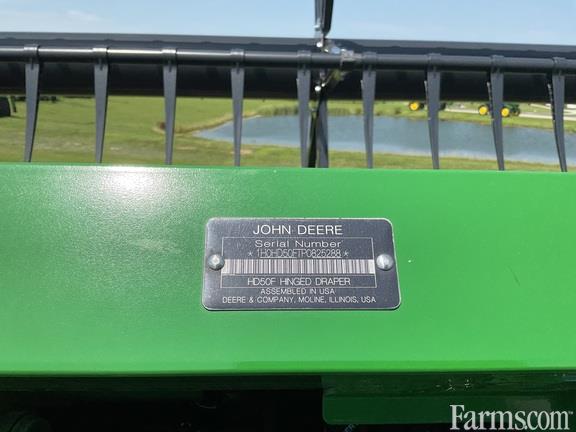 JOHN DEERE
Serial Number
*1H0HD50FTP0825288*
HD50F HINGED DRAPER
ASSEMBLED IN USA
DEERE & COMPANY, MOLINE, ILLINOIS, USA
Farms.com®